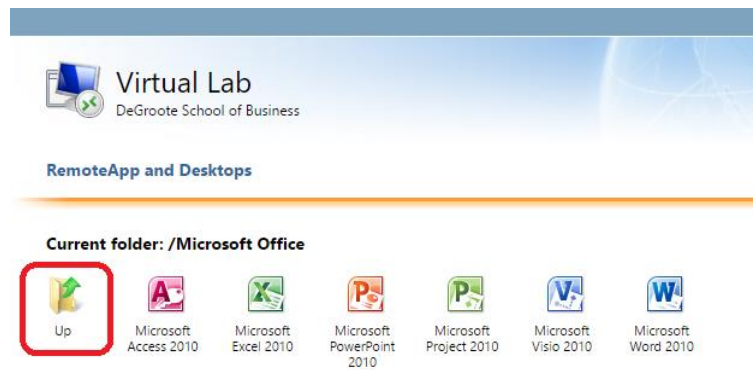 Virtual Lab
DeGroote School of Business
RemoteApp and Desktops
Current folder: /Microsoft Office
Up
Microsoft
Access 2010
Microsoft
Excel 2010
Microsoft
PowerPoint
2010
Microsoft
Project 2010
Microsoft
Visio 2010
Microsoft
Word 2010